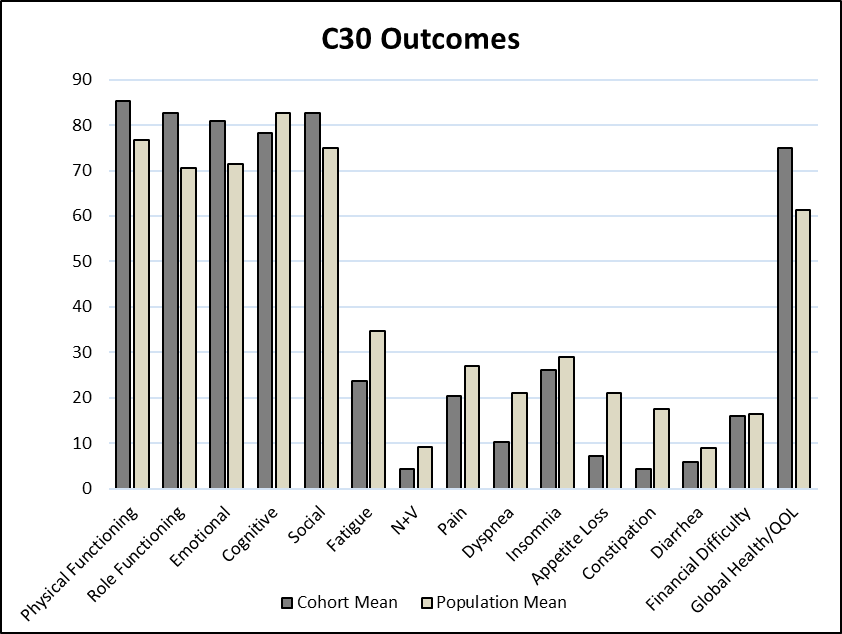 C30 Outcomes
90
80
70
60
50
40
30
20
10
0
Physical Functioning
Role Functioning
Emotional
Cognitive
Social
Fatigue
N+V
Pain
Dyspnea
Insomnia
Appetite Loss
Constipation
Diarrhea
Financial Difficulty
Global Health/QOL
Cohort Mean Population Mean